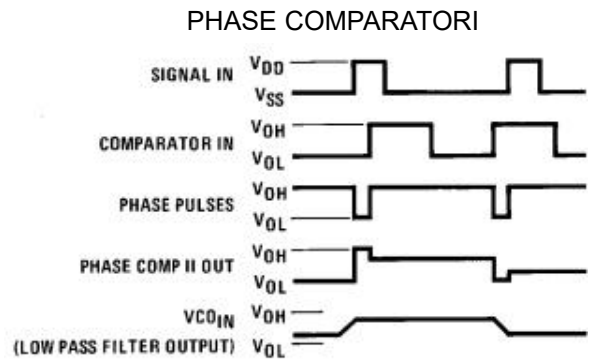 PHASE COMPARATORI
SIGNAL IN VDD
VSS
COMPARATOR IN VOH
VOL
PHASE PULSES VOH
VOL
PHASE COMP II OUT VOH
VOL
VCOIN VOH
(LOW PASS FILTER OUTPUT) VOL